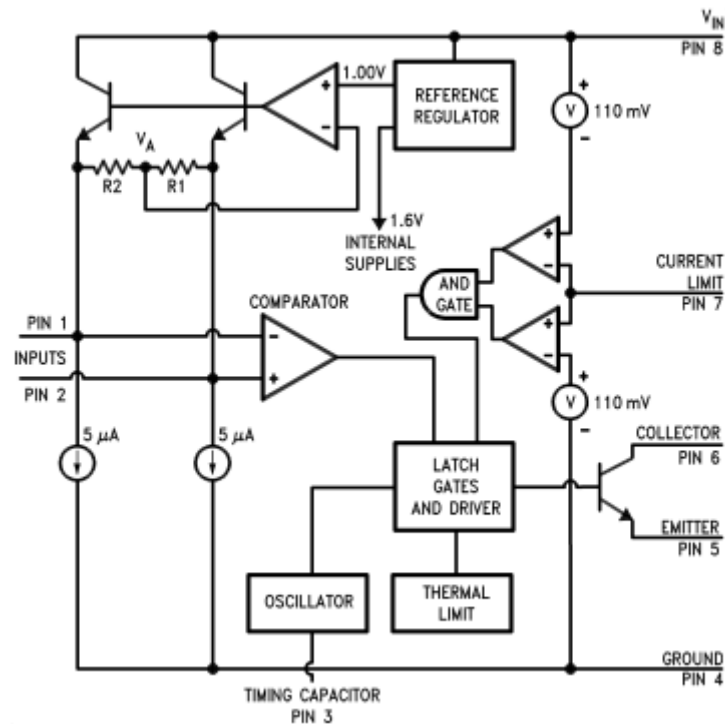 V_IN
PIN 8
1.00V
REFERENCE
REGULATOR
+
V
110 mV
-
+
-
V_A
R2
R1
1.6V
INTERNAL
SUPPLIES
+
-
AND
GATE
CURRENT
LIMIT
PIN 7
COMPARATOR
PIN 1
-
INPUTS
+
PIN 2
+
-
+
V
110 mV
-
5 μA
5 μA
COLLECTOR
PIN 6
LATCH
GATES
AND DRIVER
EMITTER
PIN 5
OSCILLATOR
THERMAL
LIMIT
GROUND
PIN 4
TIMING CAPACITOR
PIN 3